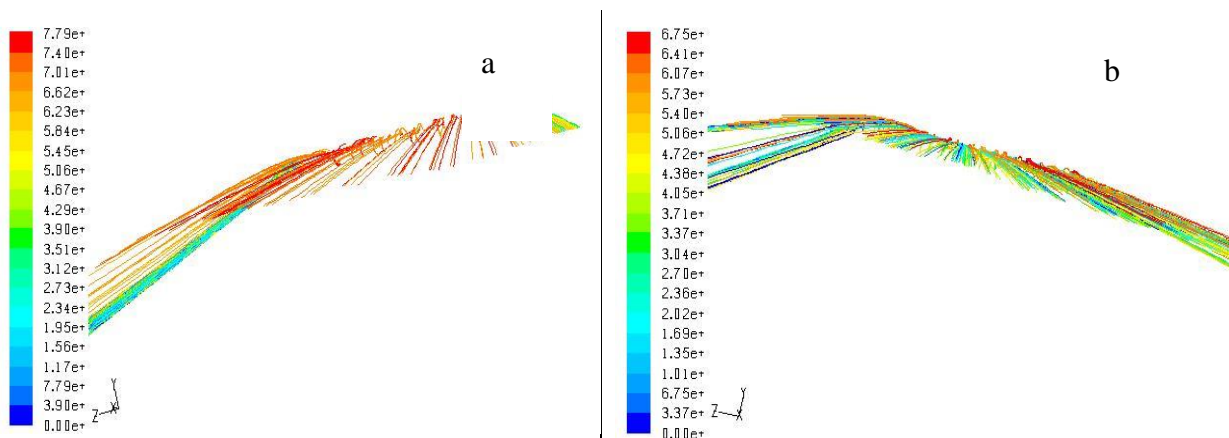 7.79e+
7.40e+
7.01e+
6.62e+
6.23e+
5.84e+
5.45e+
5.06e+
4.67e+
4.29e+
3.90e+
3.51e+
3.12e+
2.73e+
2.34e+
1.95e+
1.56e+
1.17e+
7.79e+
3.90e+
0.00e+
a
Y
Z X
6.75e+
6.41e+
6.07e+
5.73e+
5.40e+
5.06e+
4.72e+
4.38e+
4.05e+
3.71e+
3.37e+
3.04e+
2.70e+
2.36e+
2.02e+
1.69e+
1.35e+
1.01e+
6.75e+
3.37e+
0.00e+
b
Y
Z X